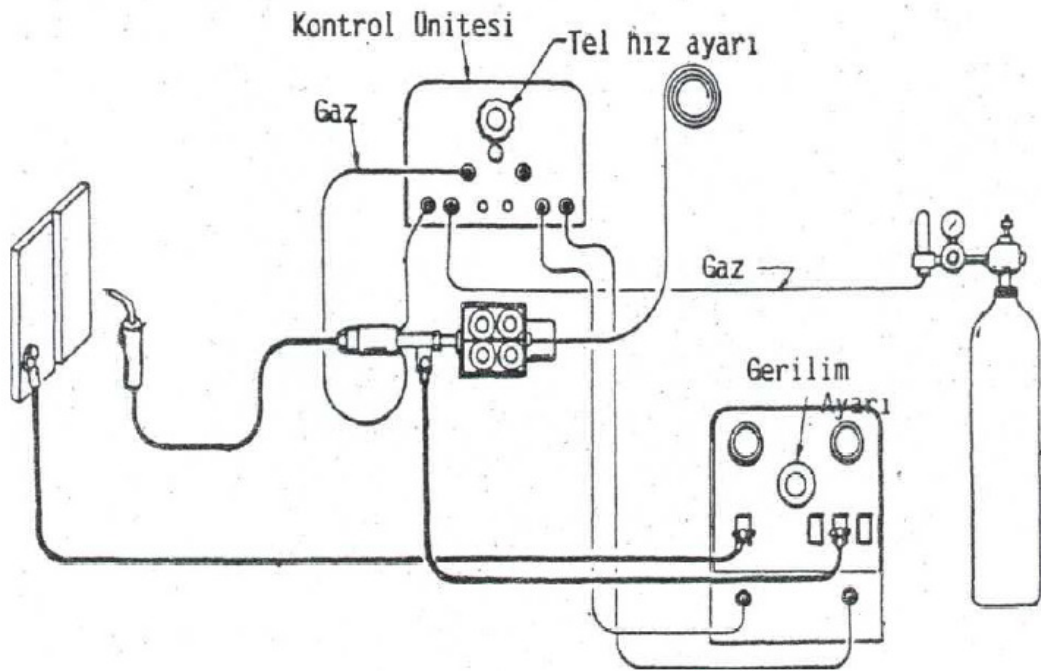 Kontrol Ünitesi
Tel hız ayarı
Gaz
Gaz
Gerilim
Ayarı